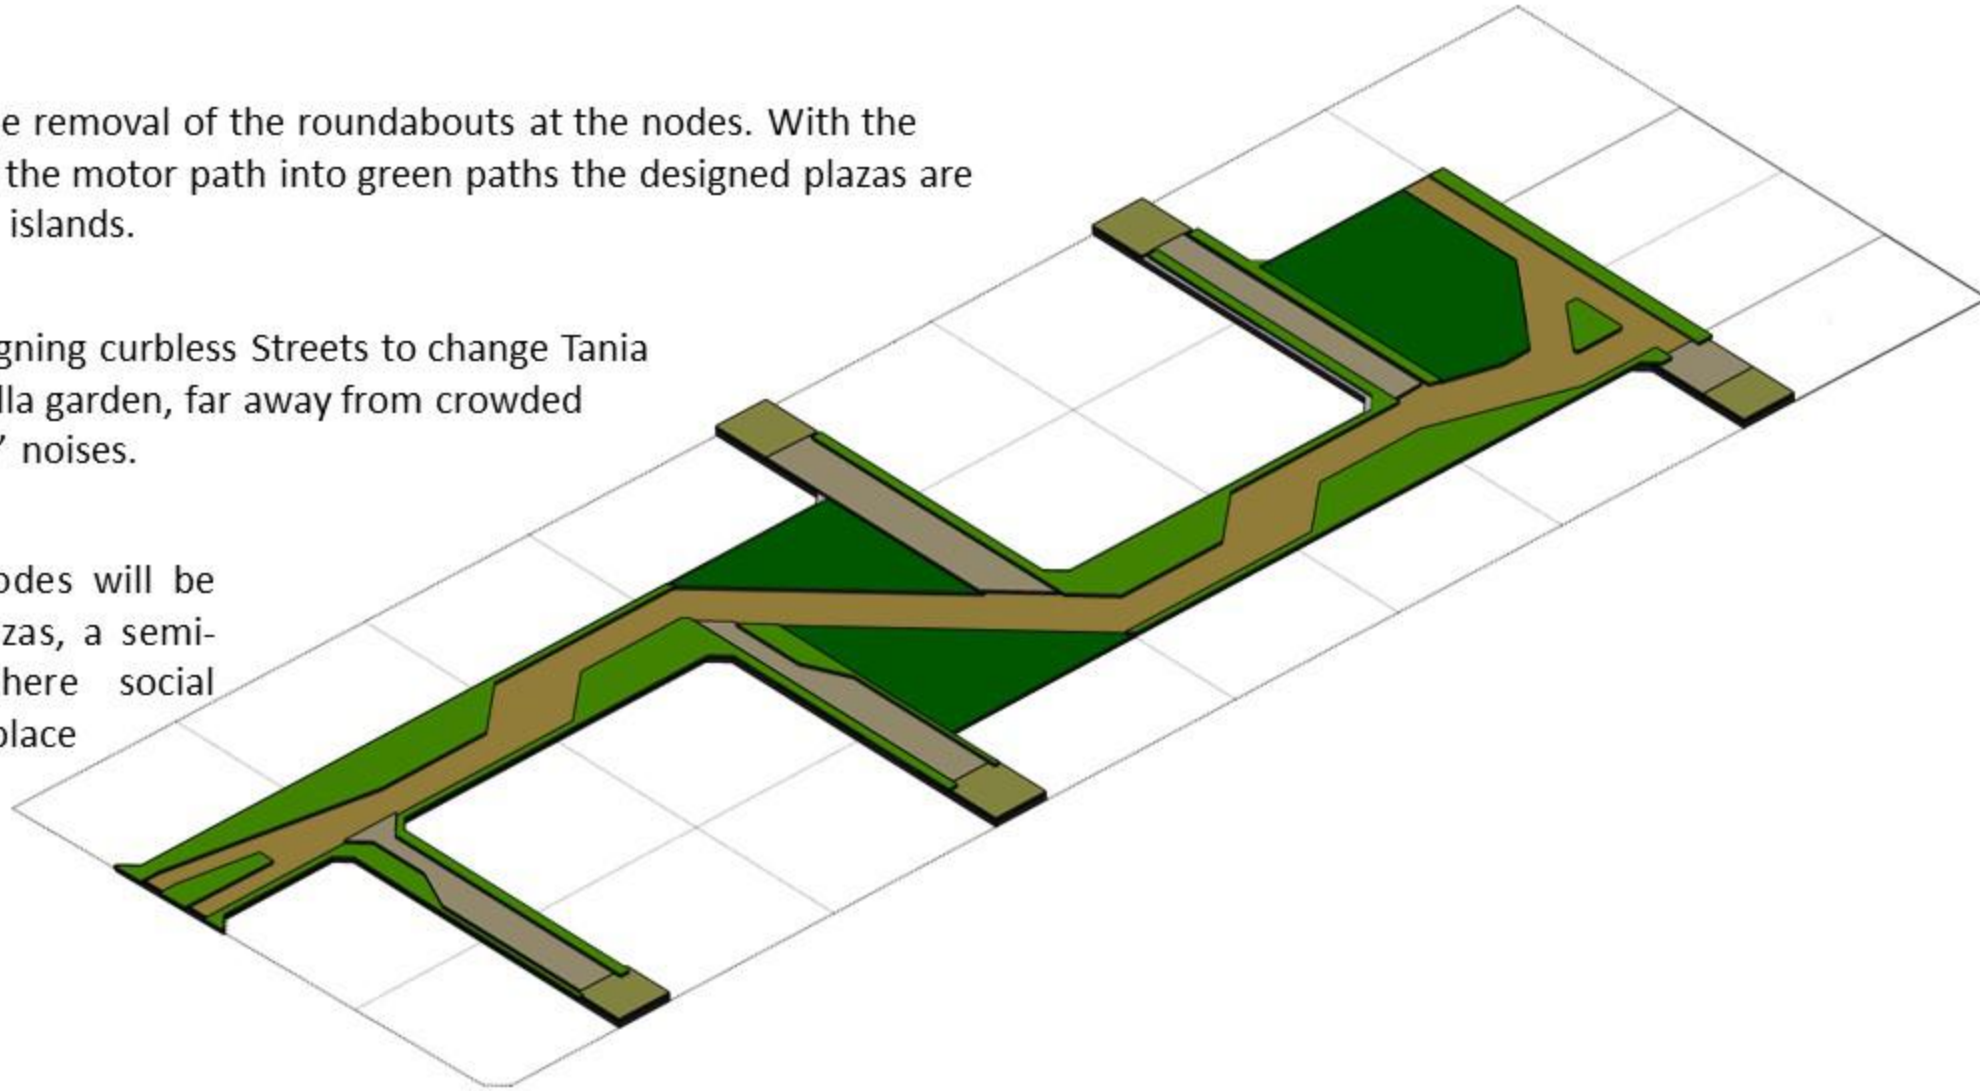 e removal of the roundabouts at the nodes. With the
the motor path into green paths the designed plazas are
islands.
gning curbless Streets to change Tania
lla garden, far away from crowded
’ noises.
odes will be
zas, a semi-
here social
place